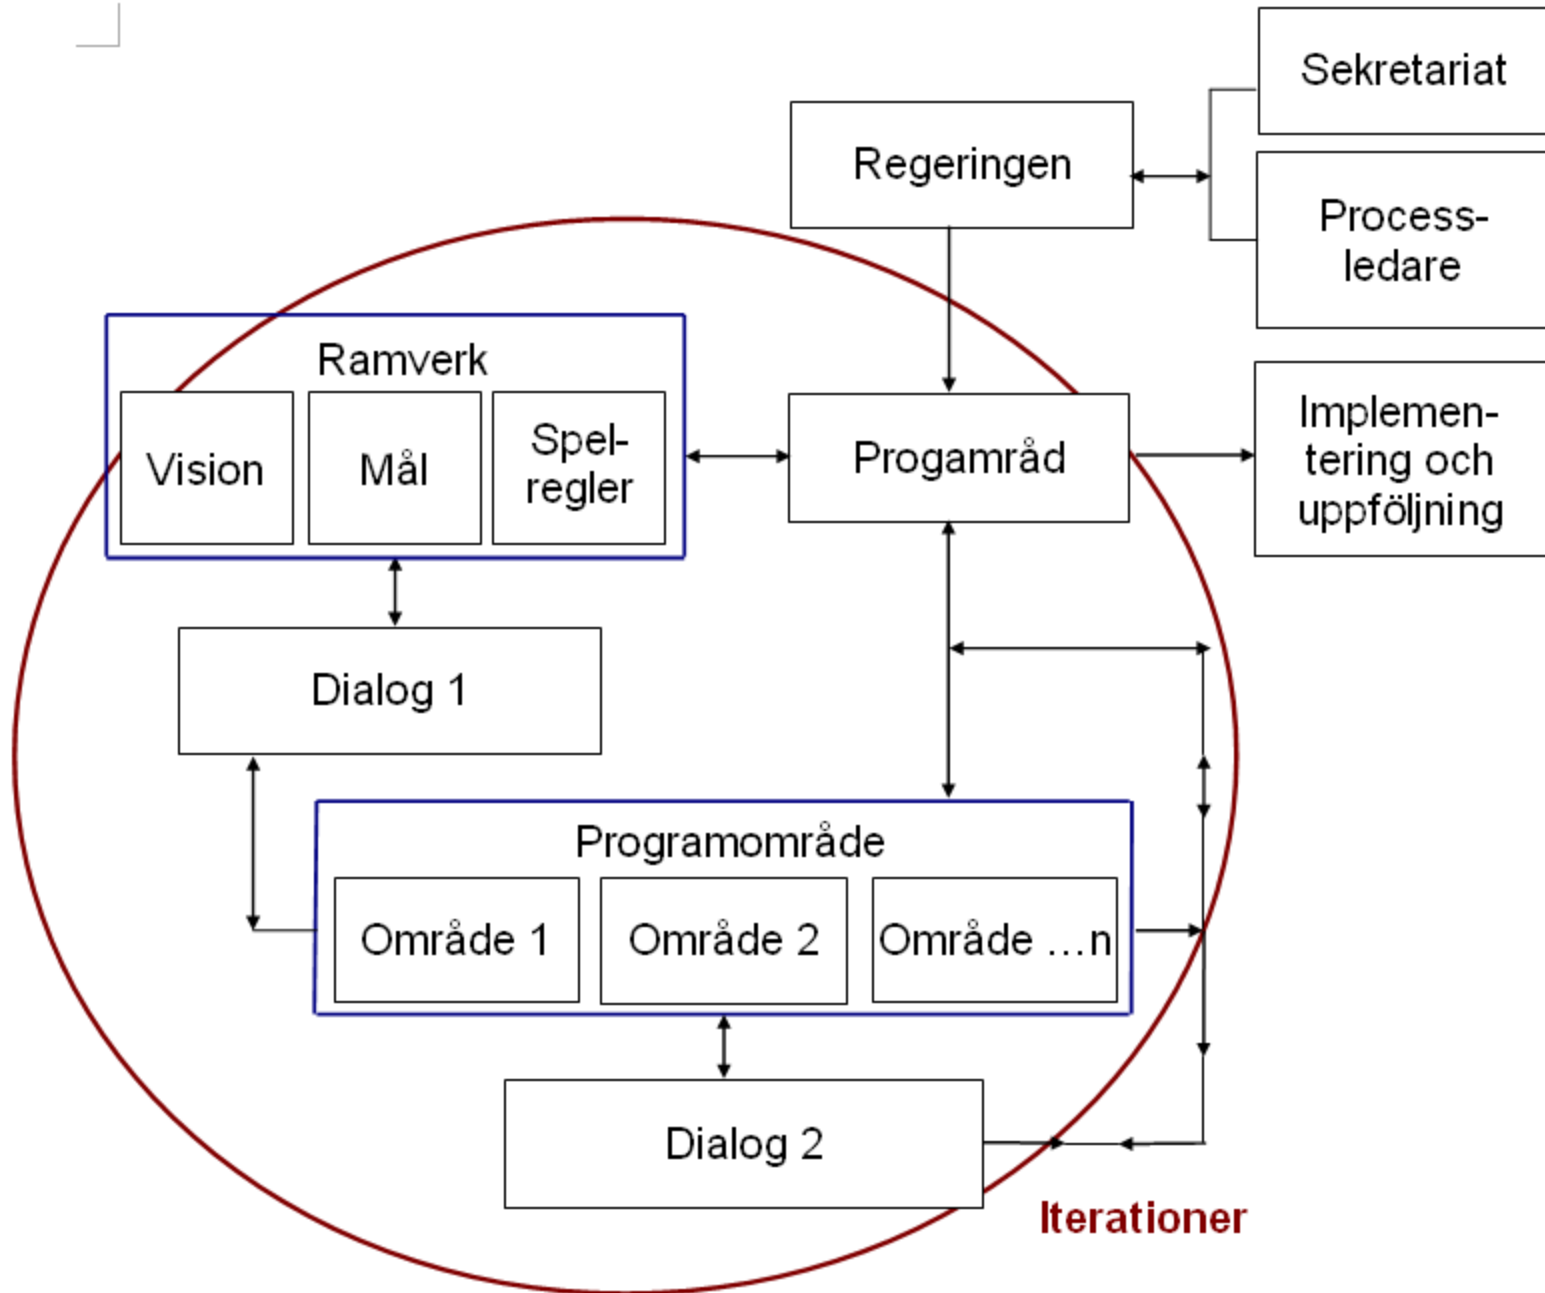 Sekretariat
Regeringen
Process-
ledare
Ramverk
Vision
Mål
Spel-
regler
Progamråd
Implemen-
tering och
uppföljning
Dialog 1
Programområde
Område 1
Område 2
Område ...n
Dialog 2
Iterationer